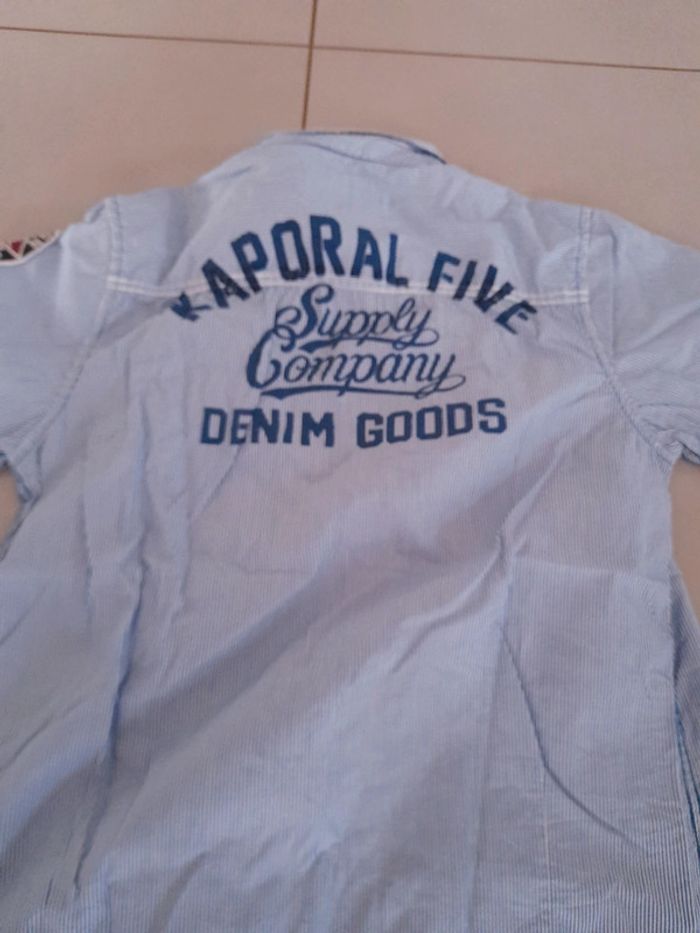 KAPORAL FIVE
Supply
Company
DENIM GOODS